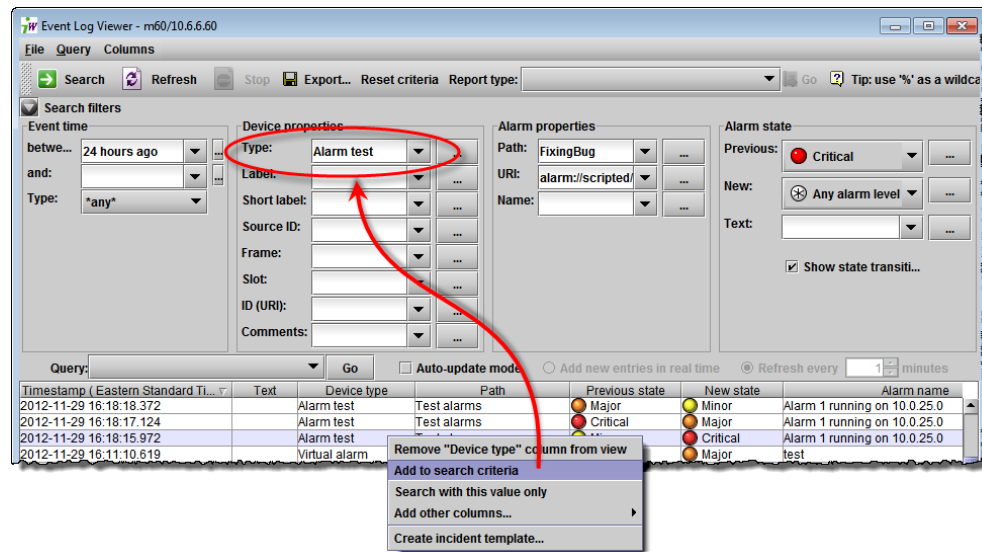 Event Log Viewer - m60/10.6.6.60
File Query Columns
Search Refresh Stop Export... Reset criteria Report type: Go Tip: use '%' as a wildca
Search filters
Event time Device properties Alarm properties Alarm state
betwe... 24 hours ago ... Type: Alarm test ... Path: FixingBug ... Previous: Critical ...
and: ... Label: ... URI: alarm://scripted/ ... New: Any alarm level ...
Type: *any* Short label: ... Name: ... Text: ...
Source ID: ...
Frame: ... Show state transiti...
Slot: ...
ID (URI): ...
Comments: ...
Query: Go Auto-update mode Add new entries in real time Refresh every 1 minutes
Timestamp ( Eastern Standard Ti... Text Device type Path Previous state New state Alarm name
2012-11-29 16:18:18.372 Alarm test Test alarms Major Minor Alarm 1 running on 10.0.25.0
2012-11-29 16:18:17.124 Alarm test Test alarms Critical Major Alarm 1 running on 10.0.25.0
2012-11-29 16:18:15.972 Alarm test Critical Alarm 1 running on 10.0.25.0
2012-11-29 16:11:10.619 Virtual alarm Major test
Remove "Device type" column from view
Add to search criteria
Search with this value only
Add other columns...
Create incident template...